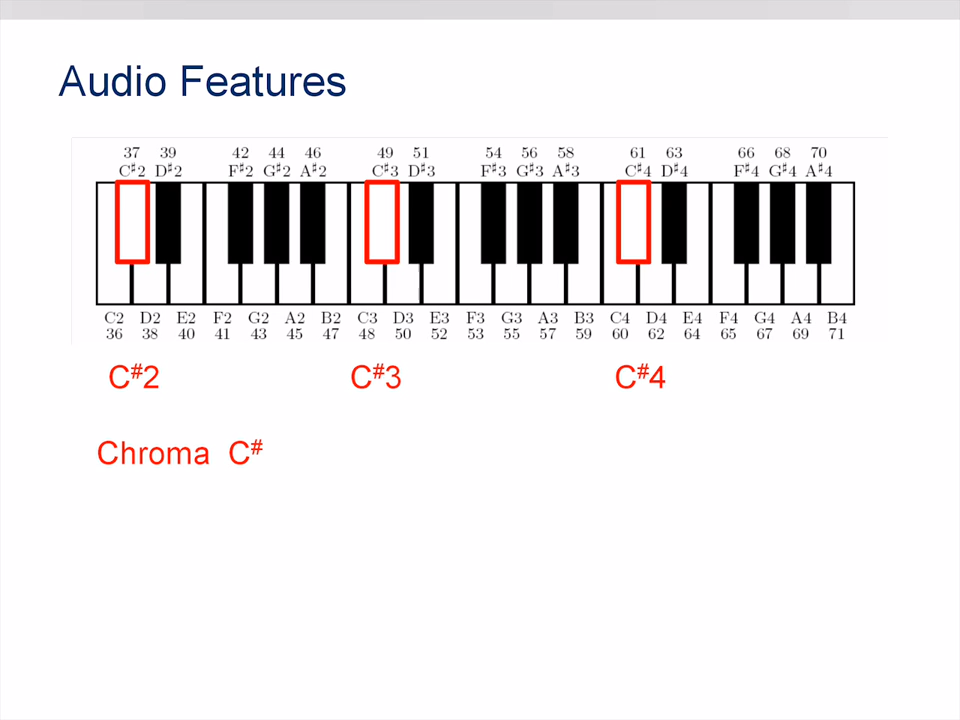 Audio Features
37 39 42 44 46 49 51 54 56 58 61 63 66 68 70
C♯2 D♯2 F♯2 G♯2 A♯2 C♯3 D♯3 F♯3 G♯3 A♯3 C♯4 D♯4 F♯4 G♯4 A♯4
C2 D2 E2 F2 G2 A2 B2 C3 D3 E3 F3 G3 A3 B3 C4 D4 E4 F4 G4 A4 B4
36 38 40 41 43 45 47 48 50 52 53 55 57 59 60 62 64 65 67 69 71
C#2 C#3 C#4
Chroma C#